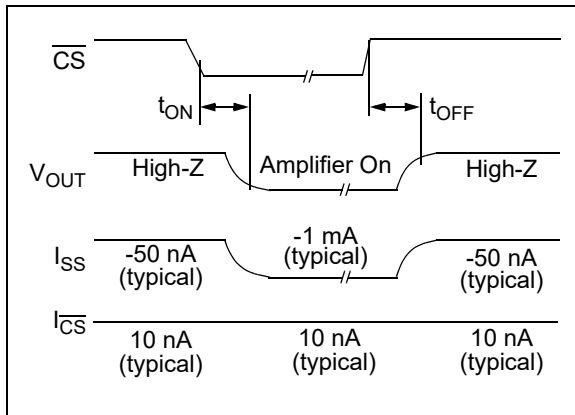 CS
tON
tOFF
VOUT
High-Z
Amplifier On
High-Z
ISS
-50 nA
(typical)
-1 mA
(typical)
-50 nA
(typical)
ICS
10 nA
(typical)
10 nA
(typical)
10 nA
(typical)